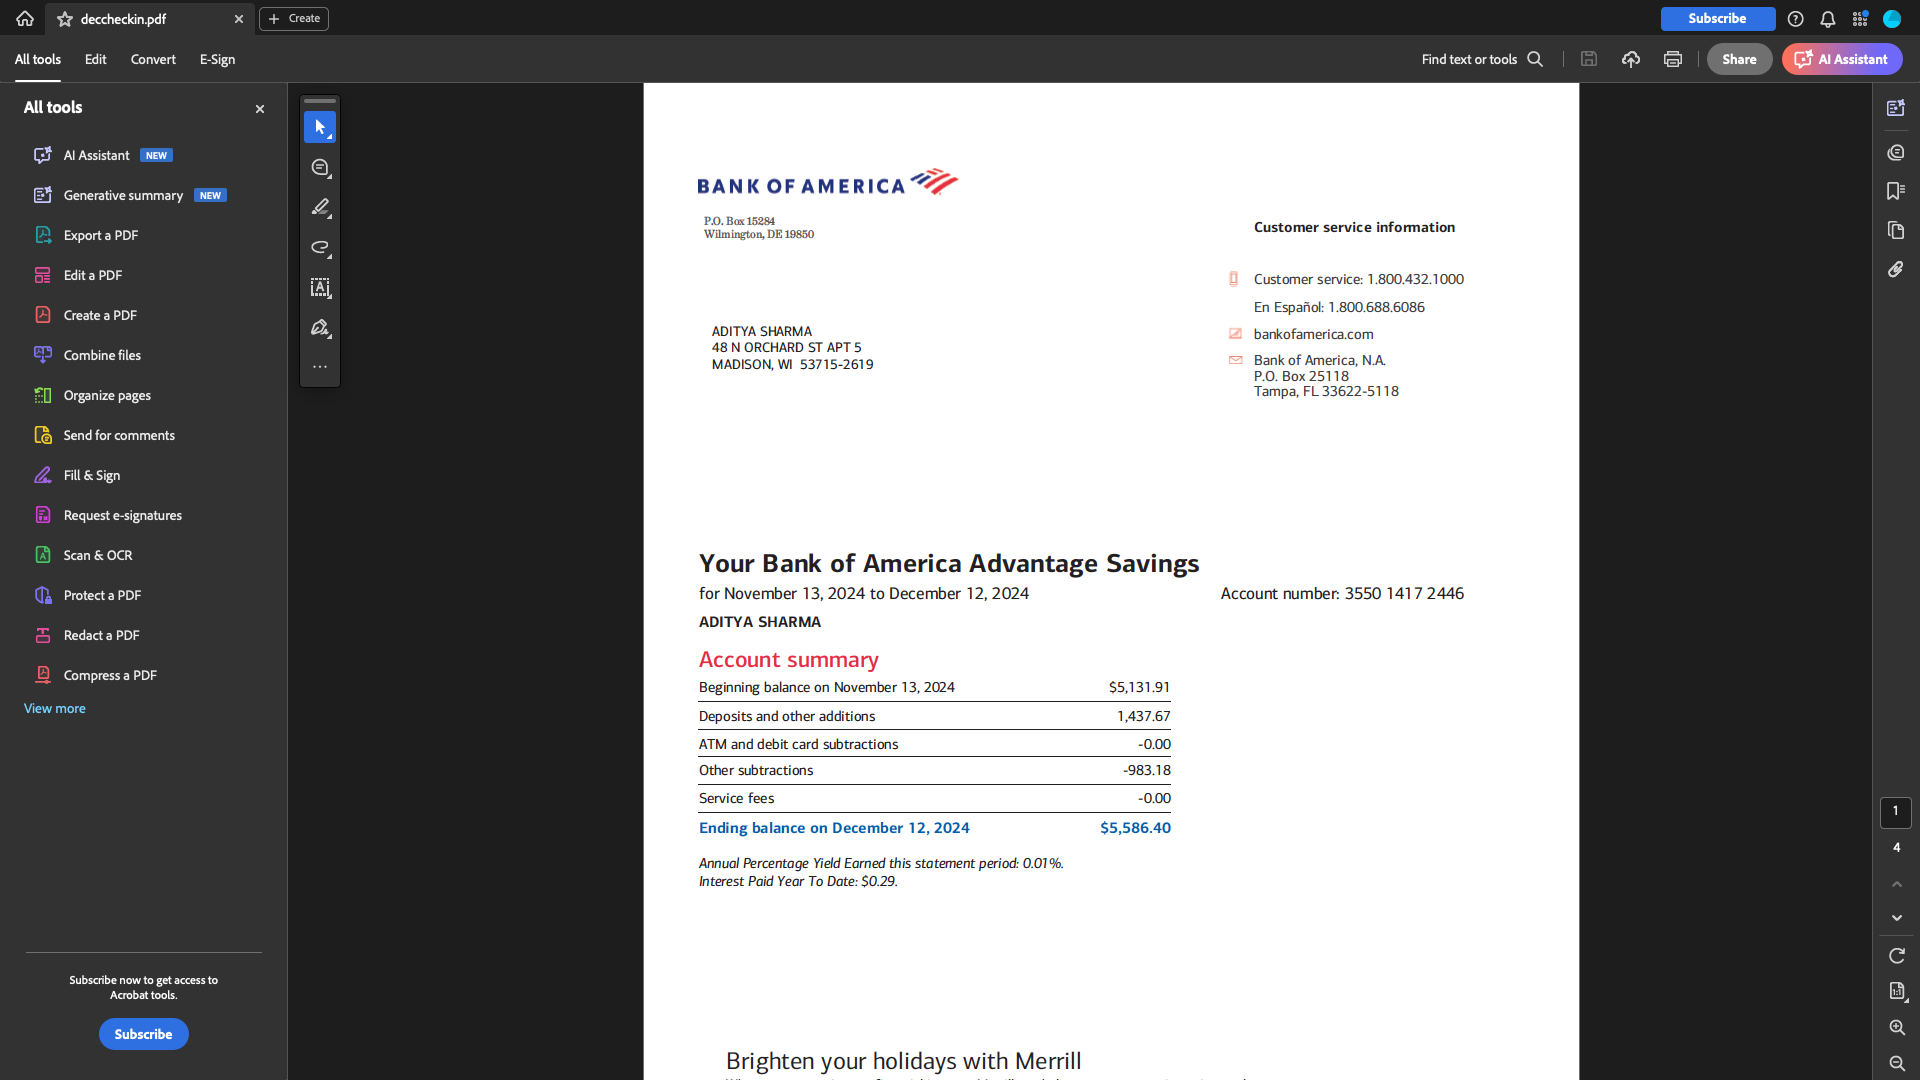 deccheckin.pdf
Create
Subscribe
All tools
Edit
Convert
E-Sign
Find text or tools
Share
AI Assistant
All tools
AI Assistant NEW
Generative summary NEW
Export a PDF
Edit a PDF
Create a PDF
Combine files
Organize pages
Send for comments
Fill & Sign
Request e-signatures
Scan & OCR
Protect a PDF
Redact a PDF
Compress a PDF
View more
Subscribe now to get access to
Acrobat tools.
Subscribe
BANK OF AMERICA
P.O. Box 15284
Wilmington, DE 19850
Customer service information
Customer service: 1.800.432.1000
En Español: 1.800.688.6086
bankofamerica.com
Bank of America, N.A.
P.O. Box 25118
Tampa, FL 33622-5118
ADITYA SHARMA
48 N ORCHARD ST APT 5
MADISON, WI  53715-2619
Your Bank of America Advantage Savings
for November 13, 2024 to December 12, 2024
Account number: 3550 1417 2446
ADITYA SHARMA
Account summary
Beginning balance on November 13, 2024 $5,131.91
Deposits and other additions 1,437.67
ATM and debit card subtractions -0.00
Other subtractions -983.18
Service fees -0.00
Ending balance on December 12, 2024 $5,586.40
Annual Percentage Yield Earned this statement period: 0.01%.
Interest Paid Year To Date: $0.29.
Brighten your holidays with Merrill
1
4